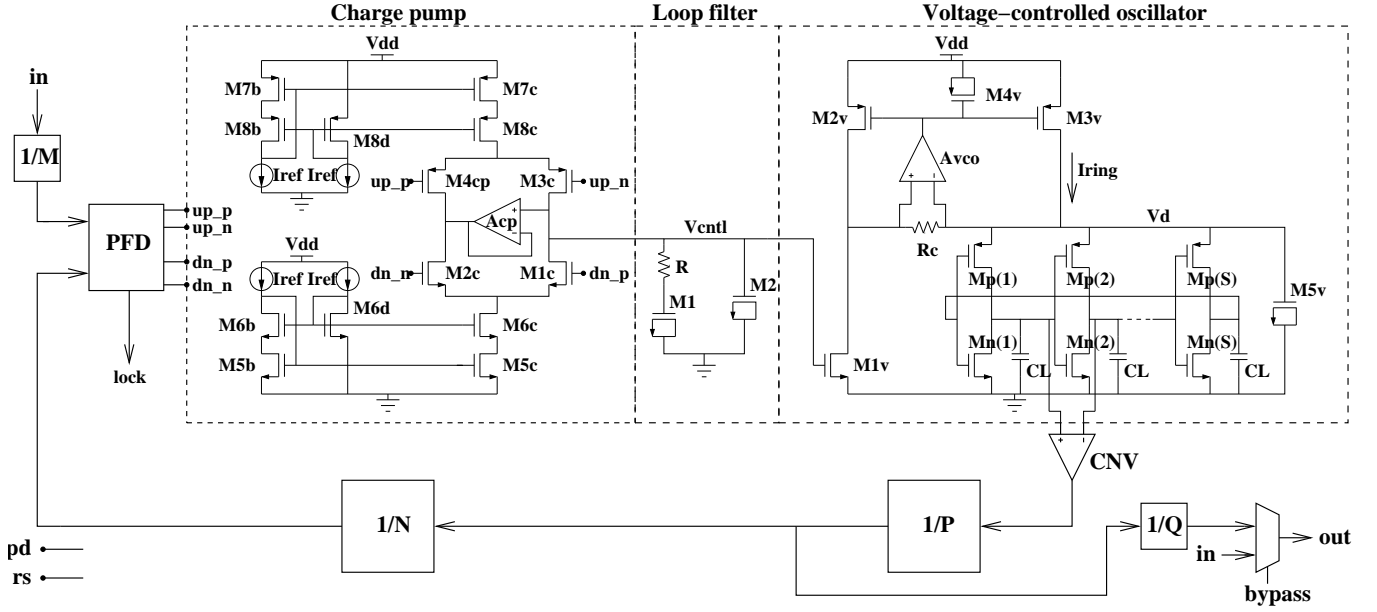 Charge pump
Loop filter
Voltage−controlled oscillator
Vdd
Vdd
in
M7b
M7c
M4v
M2v
M3v
M8b
M8d
M8c
1/M
Avco
+ −
Iref Iref
up_p
M4cp
M3c
up_n
Iring
up_p
up_n
Acp
+
−
Vcntl
Vd
PFD
Rc
Vdd
dn_p
dn_n
Iref Iref
dn_n
M2c
M1c
dn_p
R
M2
Mp(1)
Mp(2)
Mp(S)
M5v
M6d
M1
M6b
M6c
Mn(1)
Mn(2)
Mn(S)
lock
M5b
M5c
M1v
CL
CL
CL
+ −
CNV
1/N
1/P
1/Q
out
pd
in
rs
bypass